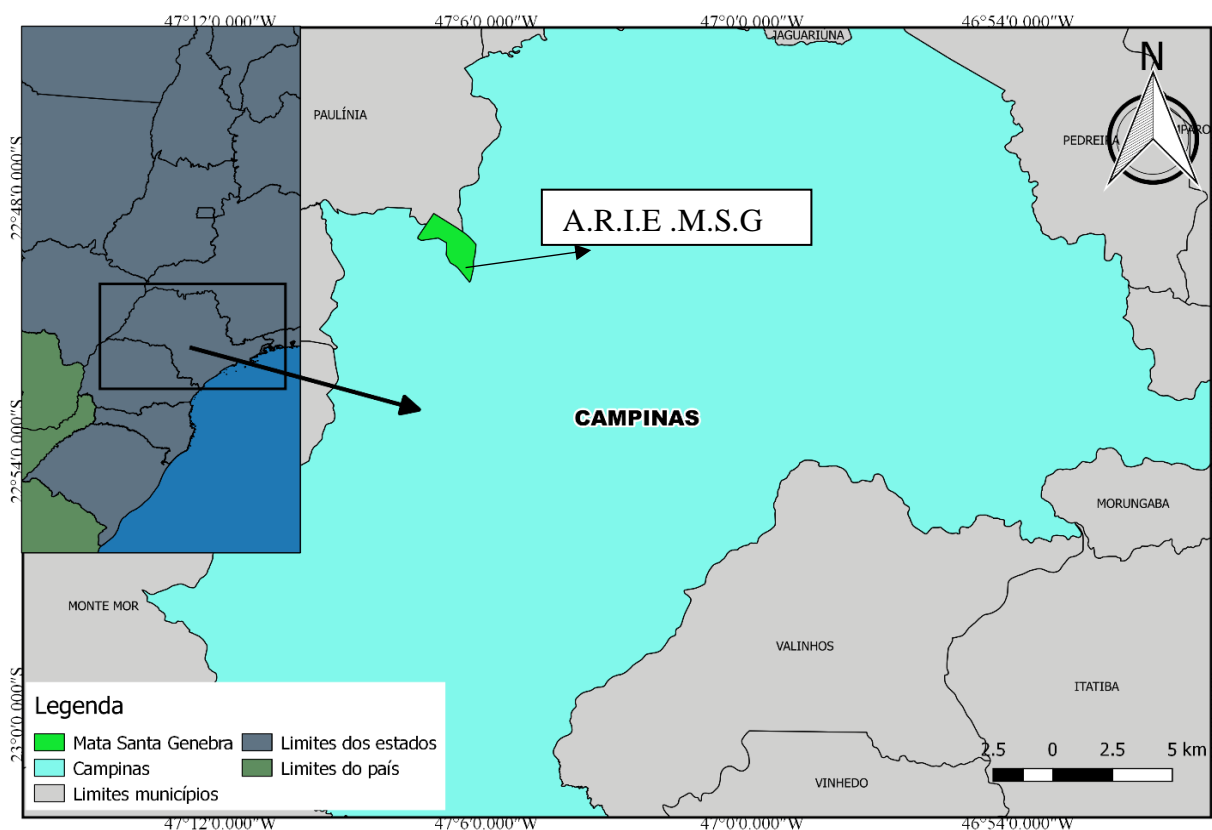 47°12'0.000"W 47°6'0.000"W 47°0'0.000"W 46°54'0.000"W
JAGUARIUNA
N
PAULÍNIA
PEDREIRA
MPARO
22°48'0.000"S
A.R.I.E .M.S.G
CAMPINAS
22°54'0.000"S
MORUNGABA
MONTE MOR
VALINHOS
ITATIBA
23°0'0.000"S
Legenda
Mata Santa Genebra
Campinas
Limites municípios
Limites dos estados
Limites do país
2.5 0 2.5 5 km
VINHEDO
47°12'0.000"W 47°6'0.000"W 47°0'0.000"W 46°54'0.000"W